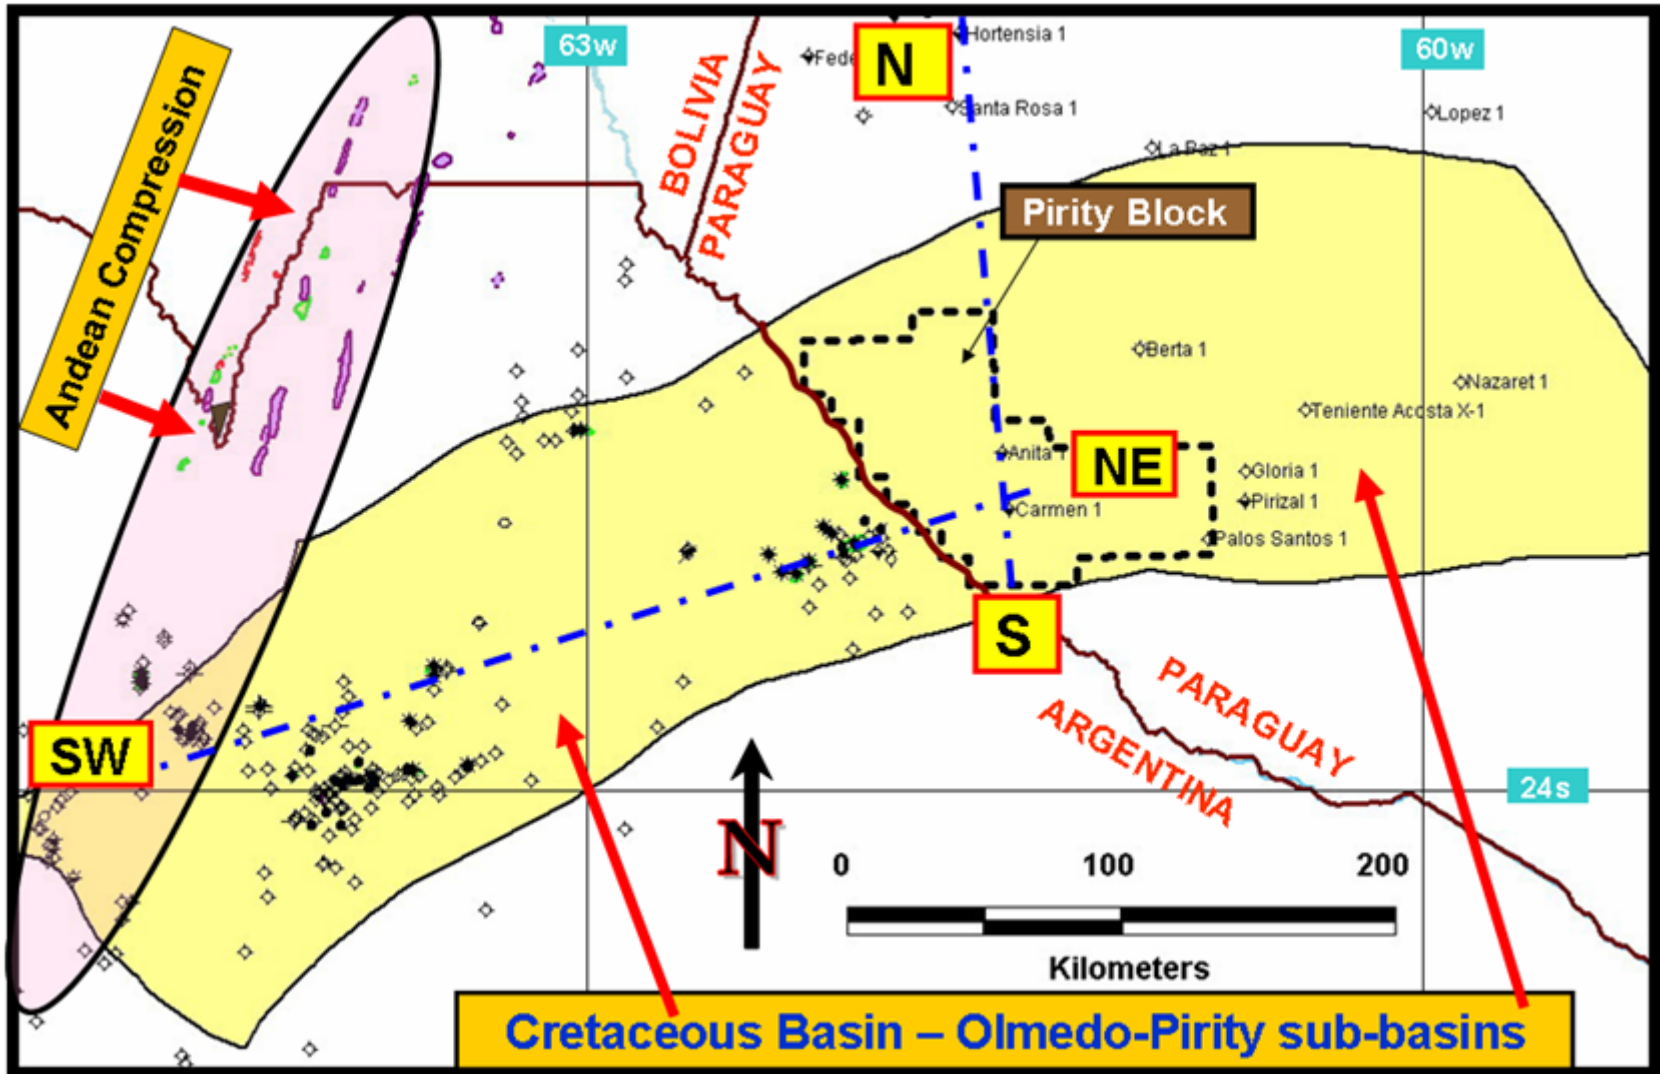 63w
60w
N
Hortensia 1
Fede
Santa Rosa 1
Lopez 1
La Paz 1
BOLIVIA
PARAGUAY
Andean Compression
Pirity Block
Berta 1
Nazaret 1
Teniente Acosta X-1
Anita 1
NE
Gloria 1
Pirizal 1
Carmen 1
Palos Santos 1
S
SW
PARAGUAY
ARGENTINA
24s
N
0 100 200
Kilometers
Cretaceous Basin – Olmedo-Pirity sub-basins